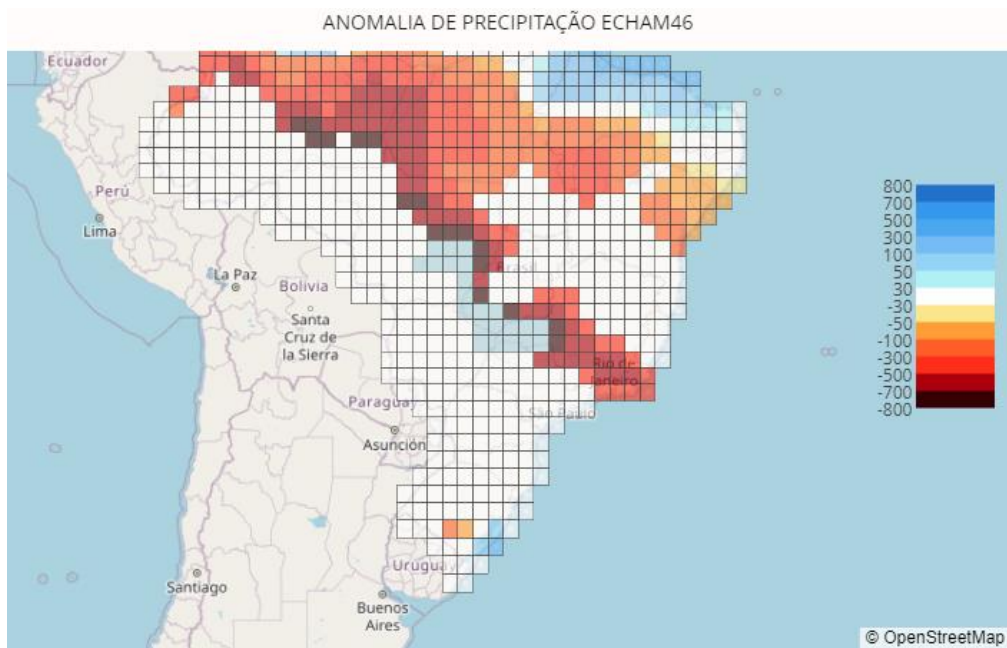 ANOMALIA DE PRECIPITAÇÃO ECHAM46
Ecuador
Perú
Lima
La Paz
Bolivia
Santa
Cruz de
la Sierra
Brasil
Rio de
Janeiro
São Paulo
Paraguay
Asunción
Uruguay
Santiago
Buenos
Aires
800
700
500
300
100
50
30
-30
-50
-100
-300
-500
-700
-800
© OpenStreetMap